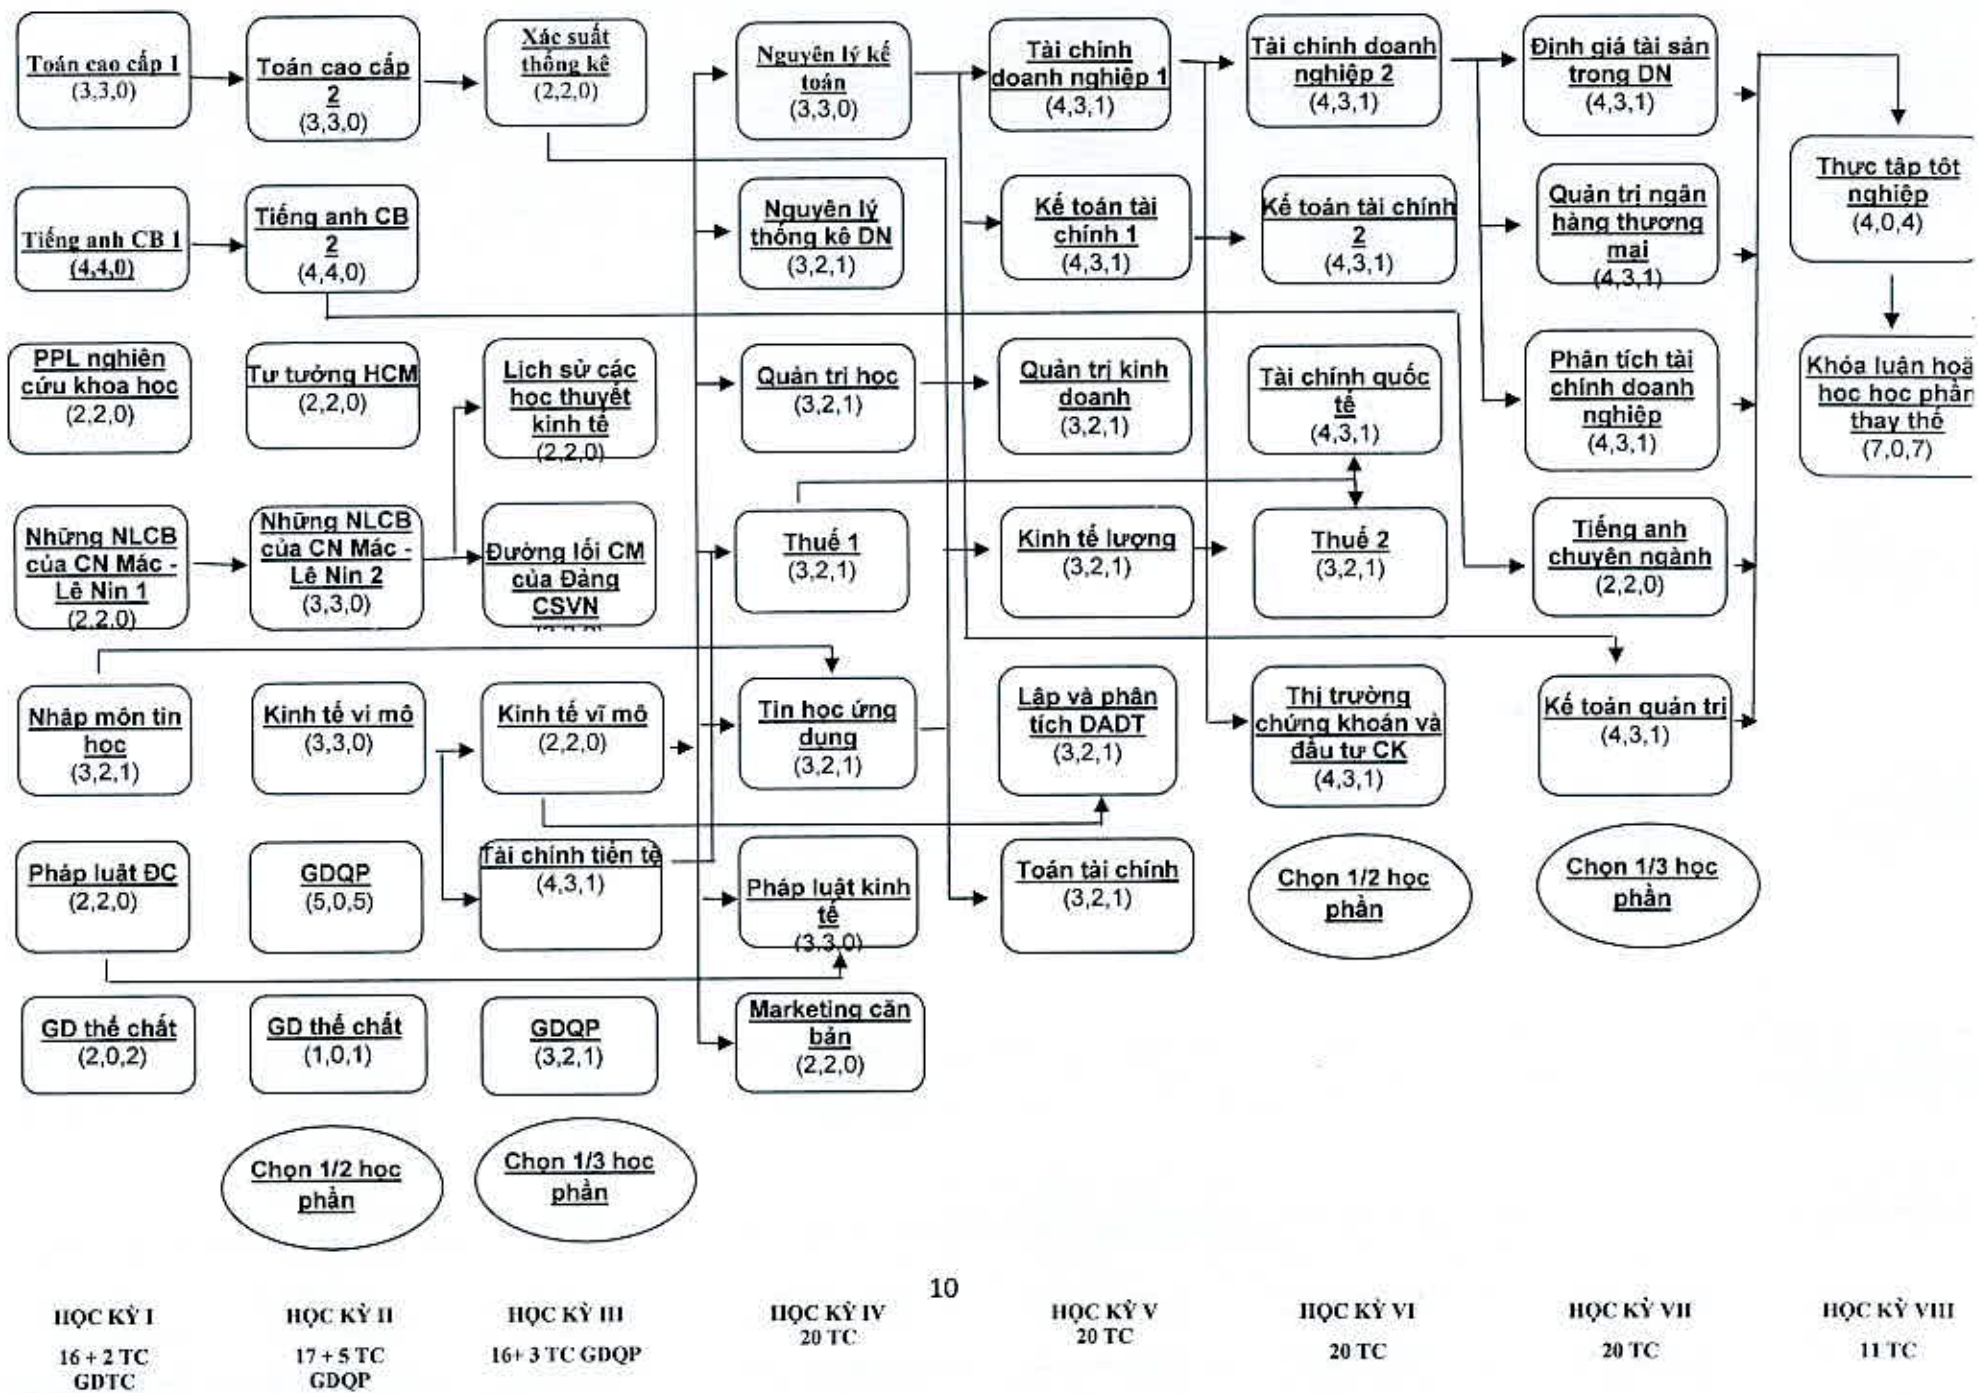 Toán cao cấp 1
(3,3,0)
Toán cao cấp
2
(3,3,0)
Xác suất
thống kê
(2,2,0)
Nguyên lý kế
toán
(3,3,0)
Tài chính
doanh nghiệp 1
(4,3,1)
Tài chinh doanh
nghiệp 2
(4,3,1)
Định giá tài sản
trong DN
(4,3,1)
Thực tập tốt
nghiệp
(4,0,4)
Tiếng anh CB 1
(4,4,0)
Tiếng anh CB
2
(4,4,0)
Nguyên lý
thống kê DN
(3,2,1)
Kế toán tài
chính 1
(4,3,1)
Kế toán tài chính
2
(4,3,1)
Quản trị ngân
hàng thương
mại
(4,3,1)
PPL nghiên
cứu khoa học
(2,2,0)
Tư tưởng HCM
(2,2,0)
Lịch sử các
học thuyết
kinh tế
(2,2,0)
Quản trị học
(3,2,1)
Quản trị kinh
doanh
(3,2,1)
Tài chính quốc
tế
(4,3,1)
Phân tích tài
chính doanh
nghiệp
(4,3,1)
Khóa luận
học học phần
thay thế
(7,0,7)
Những NLCB
của CN Mác -
Lê Nin 1
(2,2,0)
Những NLCB
của CN Mác -
Lê Nin 2
(3,3,0)
Đường lối CM
của Đảng
CSVN
Thuế 1
(3,2,1)
Kinh tế lượng
(3,2,1)
Thuế 2
(3,2,1)
Tiếng anh
chuyên ngành
(2,2,0)
Nhập môn tin
học
(3,2,1)
Kinh tế vi mô
(3,3,0)
Kinh tế vĩ mô
(2,2,0)
Tin học ứng
dụng
(3,2,1)
Lập và phân
tích DADT
(3,2,1)
Thị trường
chứng khoán và
đầu tư CK
(4,3,1)
Kế toán quản trị
(4,3,1)
Pháp luật ĐC
(2,2,0)
GDQP
(5,0,5)
Tài chính tiền tệ
(4,3,1)
Pháp luật kinh
tế
(3,3,0)
Toán tài chính
(3,2,1)
Chọn 1/2 học
phần
Chọn 1/3 học
phần
GD thể chất
(2,0,2)
GD thể chất
(1,0,1)
GDQP
(3,2,1)
Marketing căn
bản
(2,2,0)
Chọn 1/2 học
phần
Chọn 1/3 học
phần
10
HỌC KỲ I
16 + 2 TC
GDTC
HỌC KỲ II
17 + 5 TC
GDQP
HỌC KỲ III
16+ 3 TC GDQP
HỌC KỲ IV
20 TC
HỌC KỲ V
20 TC
HỌC KỲ VI
20 TC
HỌC KỲ VII
20 TC
HỌC KỲ VIII
11 TC